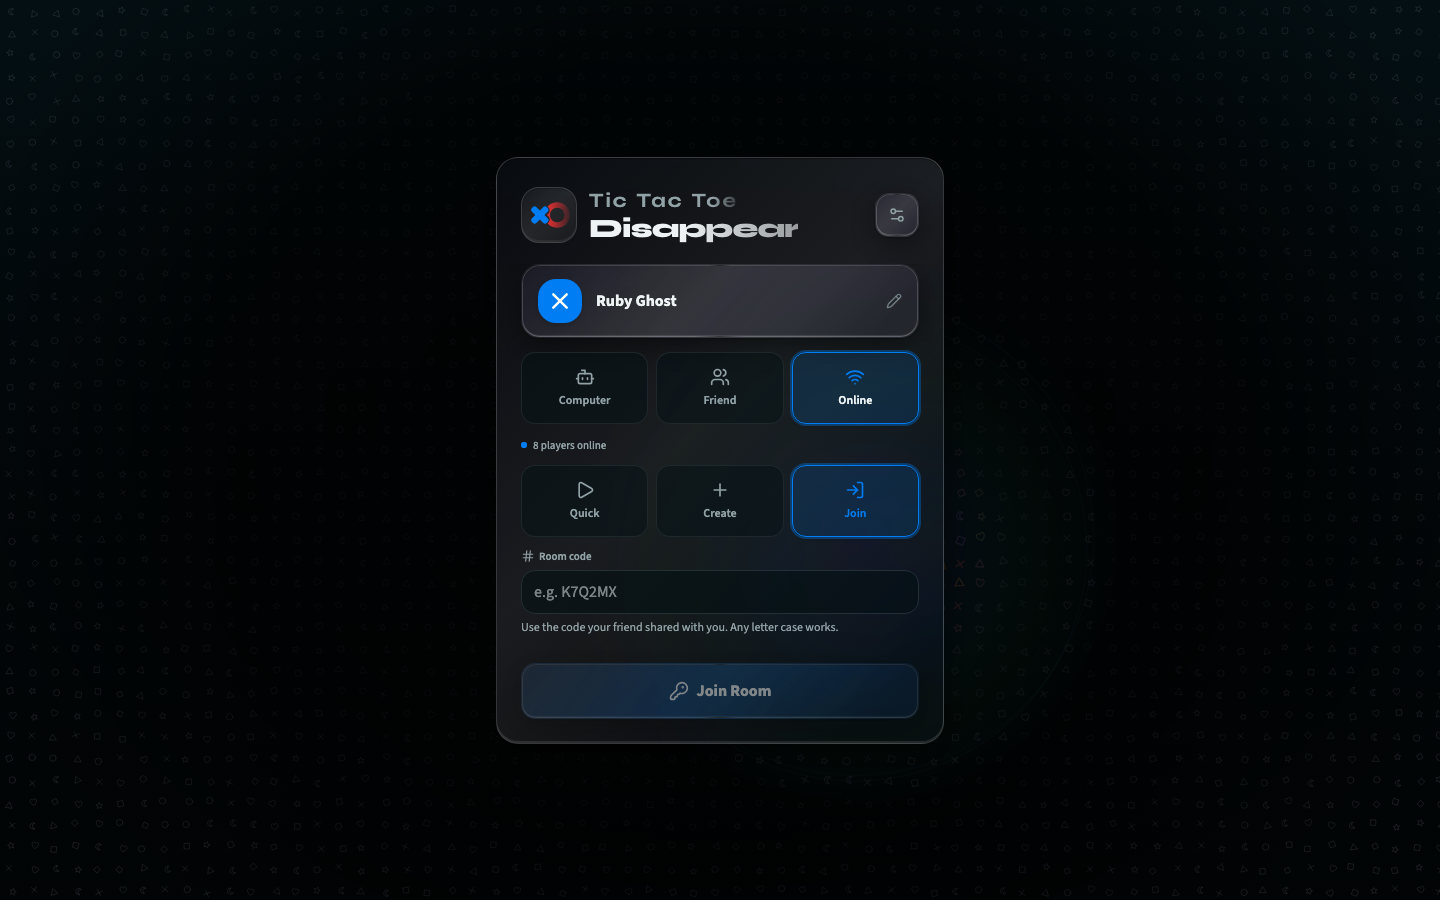 Tic Tac Toe
Disappear
Ruby Ghost
Computer
Friend
Online
8 players online
Quick
Create
Join
Room code
e.g. K7Q2MX
Use the code your friend shared with you. Any letter case works.
Join Room